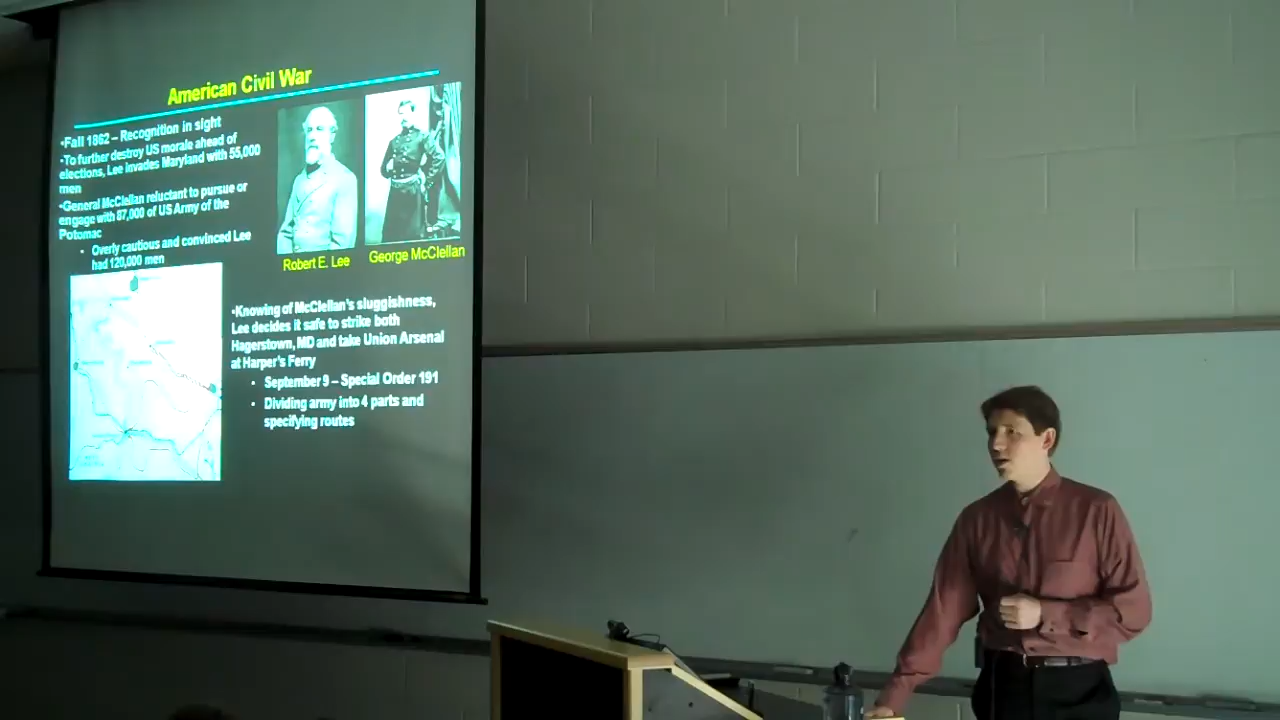 American Civil War
•Fall 1862 – Recognition in sight
•To further destroy US morale ahead of
elections, Lee invades Maryland with 55,000
men
•General McClellan reluctant to pursue or
engage with 87,000 of US Army of the
Potomac
• Overly cautious and convinced Lee
had 120,000 men
Robert E. Lee
George McClellan
•Knowing of McClellan's sluggishness,
Lee decides it safe to strike both
Hagerstown, MD and take Union Arsenal
at Harper's Ferry
• September 9 – Special Order 191
• Dividing army into 4 parts and
specifying routes